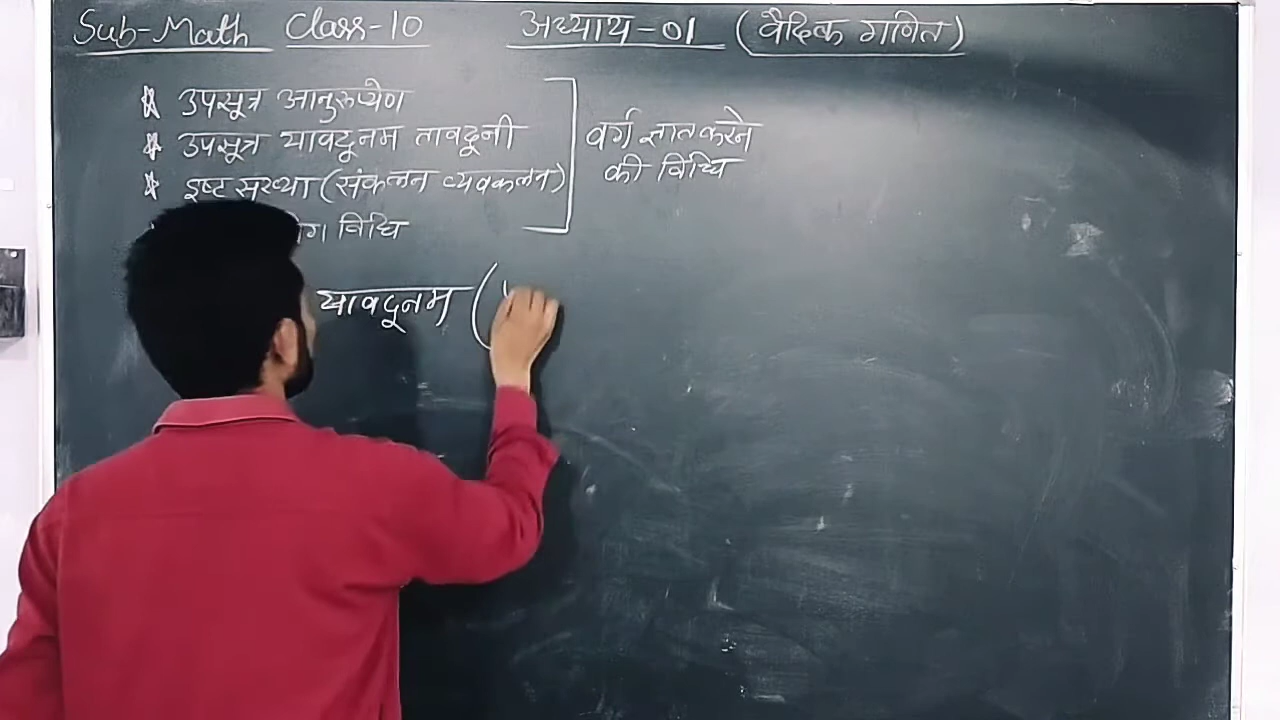 Sub-Math Class-10 अध्याय-01 (वैदिक गणित)
* उपसूत्र आनुरूप्येण
* उपसूत्र यावदूनम तावदूनी
* इष्ट संख्या (संकलन व्यवकलन)
विधि
वर्ग ज्ञात करने
की विधि
यावदूनम (